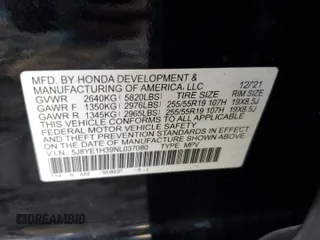 MFD. BY HONDA DEVELOPMENT &
MANUFACTURING OF AMERICA, LLC 12/21
GVWR 2640KG 5820LBS TIRE SIZE RIM SIZE
GAWR F 1350KG 2976LBS 255/55R19 107H 19X8.5J
GAWR R 1345KG 2965LBS 255/55R19 107H 19X8.5J
THIS VEHICLE CONFORMS TO ALL APPLICABLE
FEDERAL MOTOR VEHICLE SAFETY AND THEFT
PREVENTION STANDARDS IN EFFECT ON THE DATE
OF MANUFACTURE SHOWN ABOVE.
V.I.N. 5J8YE1H39NL037080 TYPE: MPV
DREAMBID